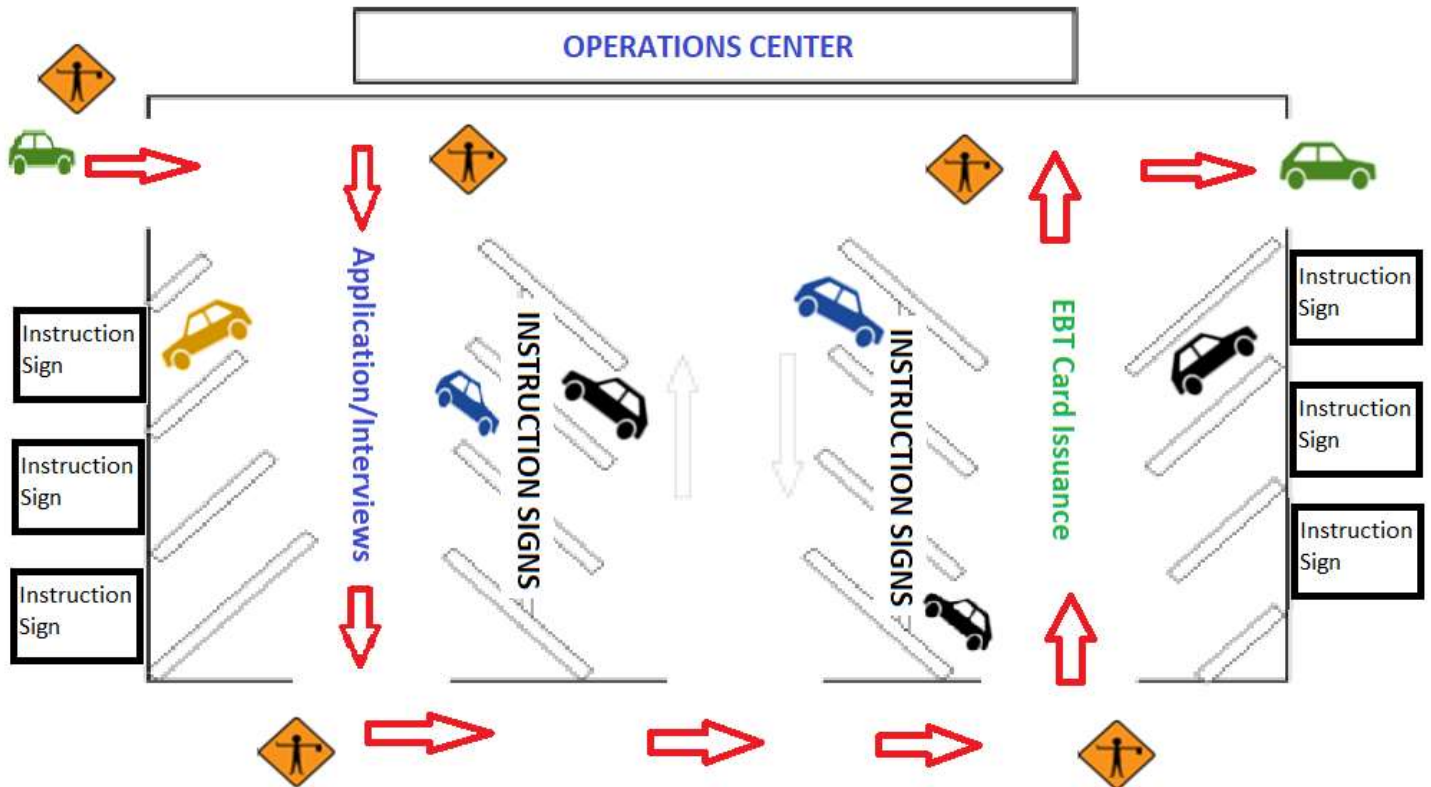 OPERATIONS CENTER
Application/Interviews
INSTRUCTION SIGNS
INSTRUCTION SIGNS
EBT Card Issuance
Instruction
Sign
Instruction
Sign
Instruction
Sign
Instruction
Sign
Instruction
Sign
Instruction
Sign